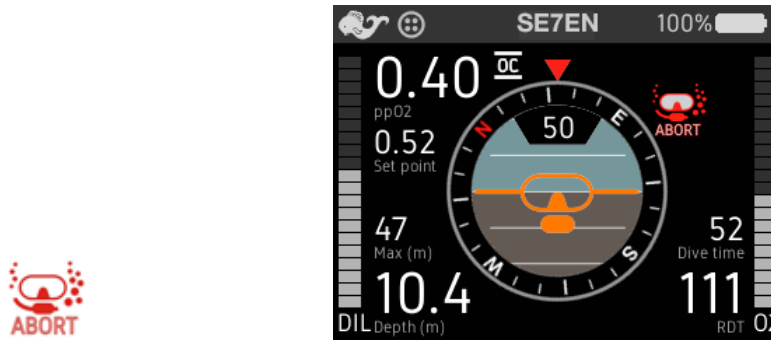 SE7EN 100%
0.40 OC
ppO2
0.52
Set point
N E S W
50
ABORT
47
Max (m)
10.4
DIL Depth (m)
52
Dive time
111
RDT O2
ABORT